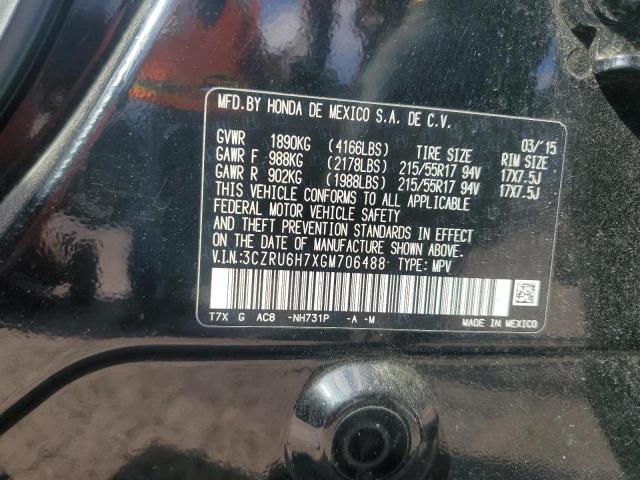 MFD.BY HONDA DE MEXICO S.A. DE C.V.
03/'15
GVWR 1890KG (4166LBS) TIRE SIZE RIM SIZE
GAWR F 988KG (2178LBS) 215/55R17 94V 17X7.5J
GAWR R 902KG (1988LBS) 215/55R17 94V 17X7.5J
THIS VEHICLE CONFORMS TO ALL APPLICABLE
FEDERAL MOTOR VEHICLE SAFETY
AND THEFT PREVENTION STANDARDS IN EFFECT
ON THE DATE OF MANUFACTURE SHOWN ABOVE.
V.I.N:3CZRU6H7XGM706488 TYPE: MPV
T7X G AC8 -NH731P -A -M MADE IN MEXICO